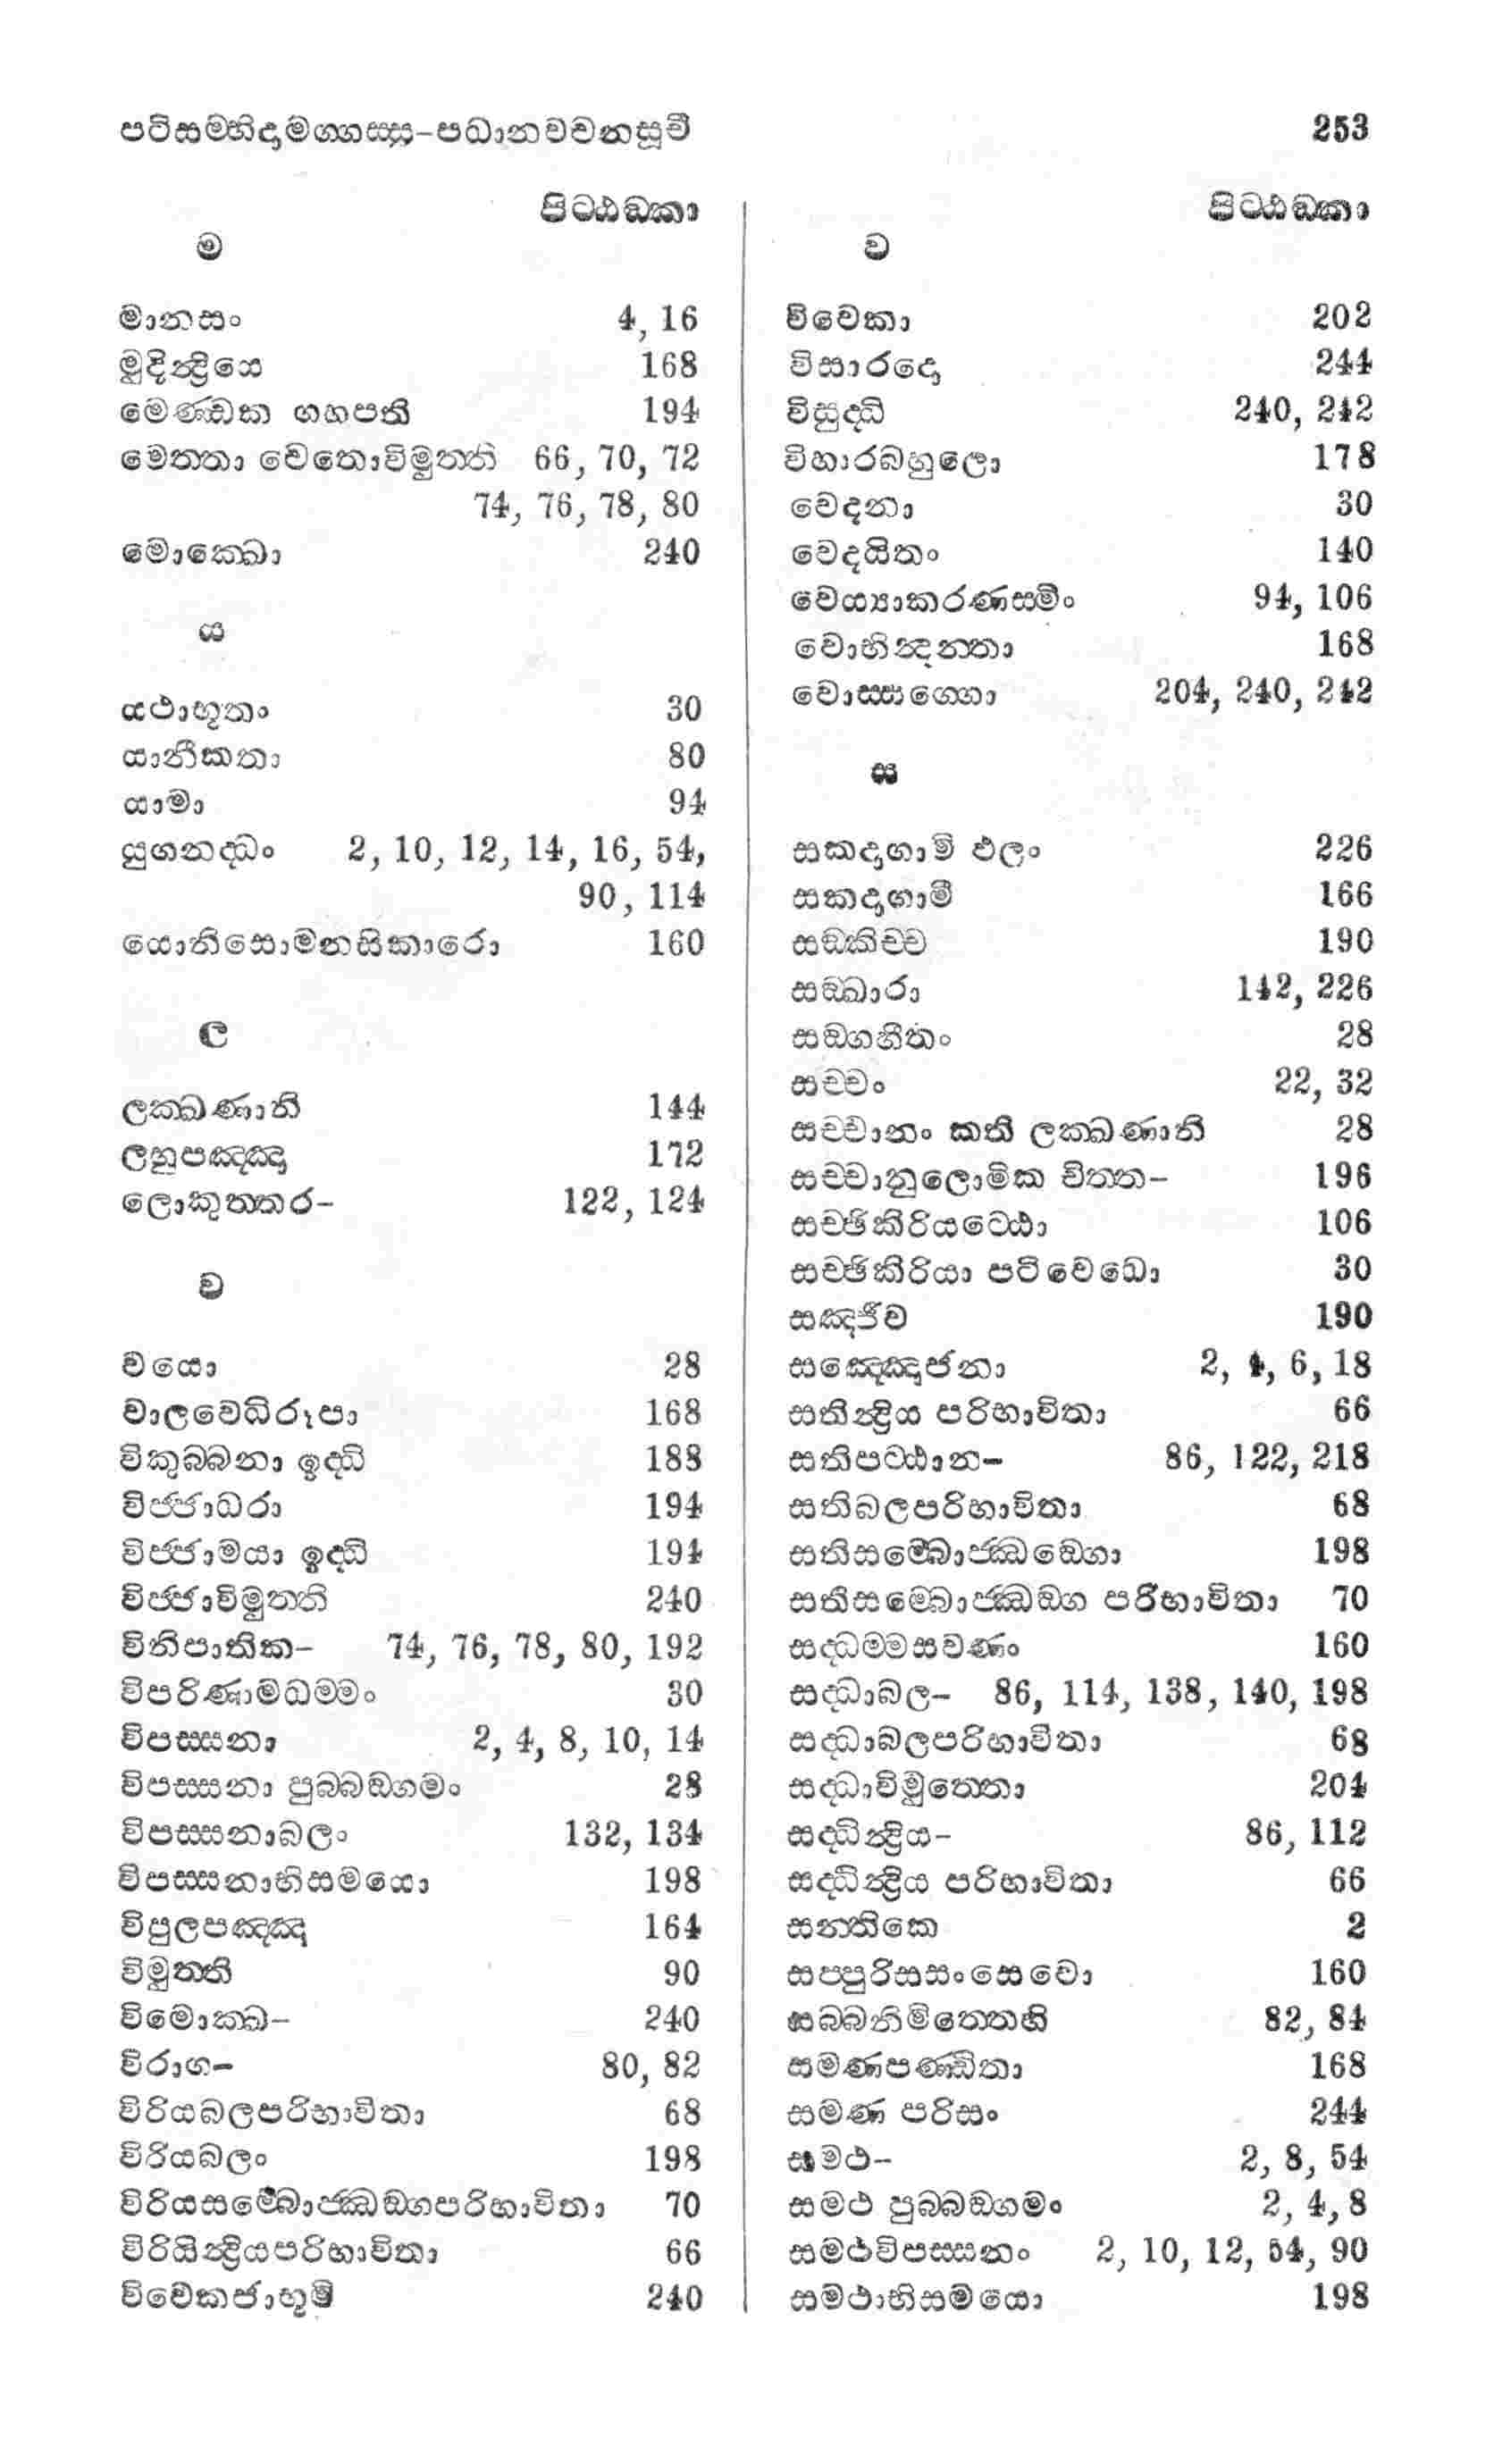 පටිසම්භිදාමග්ගස්ස-පධානවචනසූචි 253
පිට්ඨඞ්කා
ම
මානසං 4, 16
මුදින්ද්‍රියෙ 168
මෙණ්ඩක ගහපති 194
මෙත්තා චෙතොවිමුත්ති 66, 70, 72
74, 76, 78, 80
මොක්ඛො 240
ය
යථාභූතං 30
යානීකතා 80
යාමා 94
යුගනද්ධං 2, 10, 12, 14, 16, 54,
90, 114
යොනිසොමනසිකාරො 160
ල
ලක්ඛණානි 144
ලහුපඤ්ඤා 172
ලොකුත්තර- 122, 124
ව
වයො 28
වාලවෙධිරූපා 168
විකුබ්බනා ඉද්ධි 188
විජ්ජාධරා 194
විජ්ජාමයා ඉද්ධි 194
විජ්ජාවිමුත්ති 240
විනිපාතික- 74, 76, 78, 80, 192
විපරිණාමධම්මං 30
විපස්සනා 2, 4, 8, 10, 14
විපස්සනා පුබ්බඞ්ගමං 28
විපස්සනාබලං 132, 134
විපස්සනාභිසමයො 198
විපුලපඤ්ඤා 164
විමුත්ති 90
විමොක්ඛ- 240
විරාග- 80, 82
විරියබලපරිභාවිතා 68
විරියබලං 198
විරියසම්බොජ්ඣඞ්ගපරිභාවිතා 70
විරියින්ද්‍රියපරිභාවිතා 66
විවෙකජාභූමි 240
පිට්ඨඞ්කා
ව
විවෙකා 202
විසාරදො 244
විසුද්ධි 240, 242
විහාරබහුලො 178
වෙදනා 30
වෙදයිතං 140
වෙය්‍යාකරණස්මිං 94, 106
වොභින්දන්තා 168
වොස්සග්ගො 204, 240, 242
ස
සකදාගාමි ඵලං 226
සකදාගාමී 166
සඞ්කිච්ච 190
සඞ්ඛාරා 142, 226
සඞ්ගහිතං 28
සච්චං 22, 32
සච්චානං කති ලක්ඛණානි 28
සච්චානුලොමික චිත්ත- 196
සච්ඡිකිරියට්ඨො 106
සච්ඡිකිරියා පටිවෙධො 30
සඤ්ජීව 190
සඤ්ඤොජනා 2, 4, 6, 18
සතින්ද්‍රිය පරිභාවිතා 66
සතිපට්ඨාන- 86, 122, 218
සතිබලපරිභාවිතා 68
සතිසම්බොජ්ඣඞ්ගො 198
සතිසම්බොජ්ඣඞ්ග පරිභාවිතා 70
සද්ධම්මසවණං 160
සද්ධාබල- 86, 114, 138, 140, 198
සද්ධාබලපරිභාවිතා 68
සද්ධාවිමුත්තො 204
සද්ධින්ද්‍රිය- 86, 112
සද්ධින්ද්‍රිය පරිභාවිතා 66
සන්තිකෙ 2
සප්පුරිසසංසෙවො 160
සබ්බනිමිත්තෙහි 82, 84
සමණපණ්ඩිතා 168
සමණ පරිසං 244
සමථ- 2, 8, 54
සමථ පුබ්බඞ්ගමං 2, 4, 8
සමථවිපස්සනං 2, 10, 12, 54, 90
සමථාභිසමයො 198